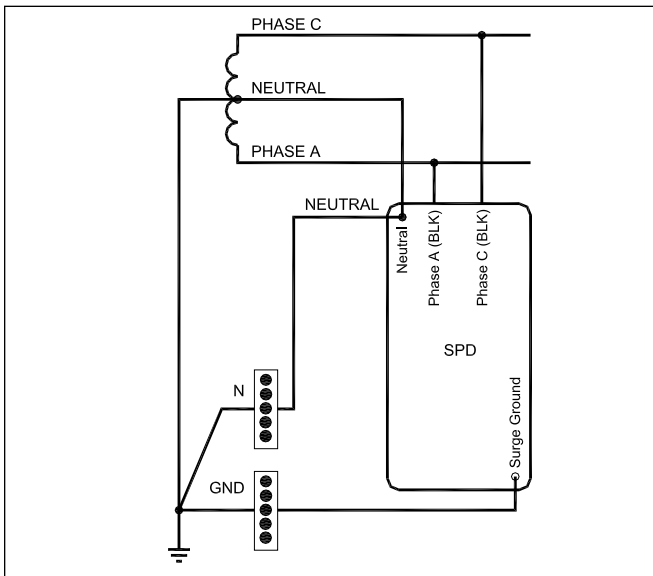 PHASE C
NEUTRAL
PHASE A
NEUTRAL
Neutral
Phase A (BLK)
Phase C (BLK)
SPD
Surge Ground
N
GND